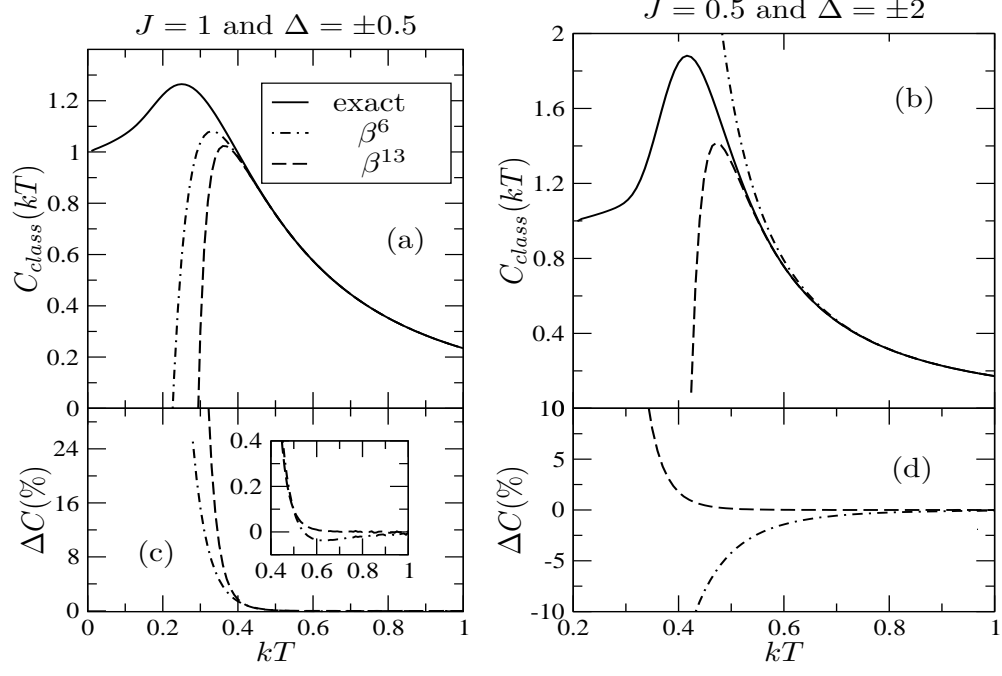 J = 1 and Δ = ±0.5
J = 0.5 and Δ = ±2
C_class(kT)
1.2
1
0.8
0.6
0.4
0.2
0
exact
β^6
β^13
(a)
C_class(kT)
2
1.6
1.2
0.8
0.4
0
(b)
ΔC(%)
24
16
8
0
(c)
0.4
0.2
0
0.4 0.6 0.8 1
0 0.2 0.4 0.6 0.8 1
kT
ΔC(%)
10
5
0
-5
-10
(d)
0.2 0.4 0.6 0.8 1
kT